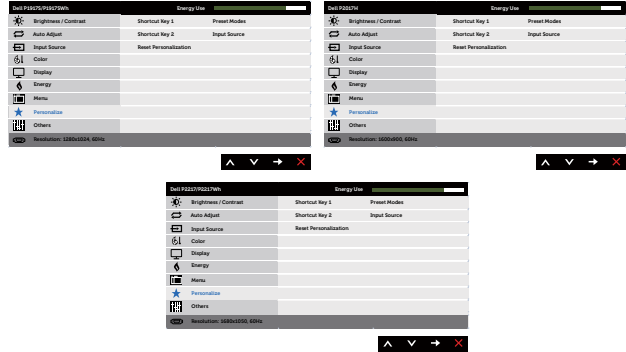 Dell P1917S/P1917SWh Energy Use
Brightness / Contrast Shortcut Key 1 Preset Modes
Auto Adjust Shortcut Key 2 Input Source
Input Source Reset Personalization
Color
Display
Energy
Menu
Personalize
Others
Resolution: 1280x1024, 60Hz
Dell P2017H Energy Use
Brightness / Contrast Shortcut Key 1 Preset Modes
Auto Adjust Shortcut Key 2 Input Source
Input Source Reset Personalization
Color
Display
Energy
Menu
Personalize
Others
Resolution: 1600x900, 60Hz
Dell P2217/P2217Wh Energy Use
Brightness / Contrast Shortcut Key 1 Preset Modes
Auto Adjust Shortcut Key 2 Input Source
Input Source Reset Personalization
Color
Display
Energy
Menu
Personalize
Others
Resolution: 1680x1050, 60Hz